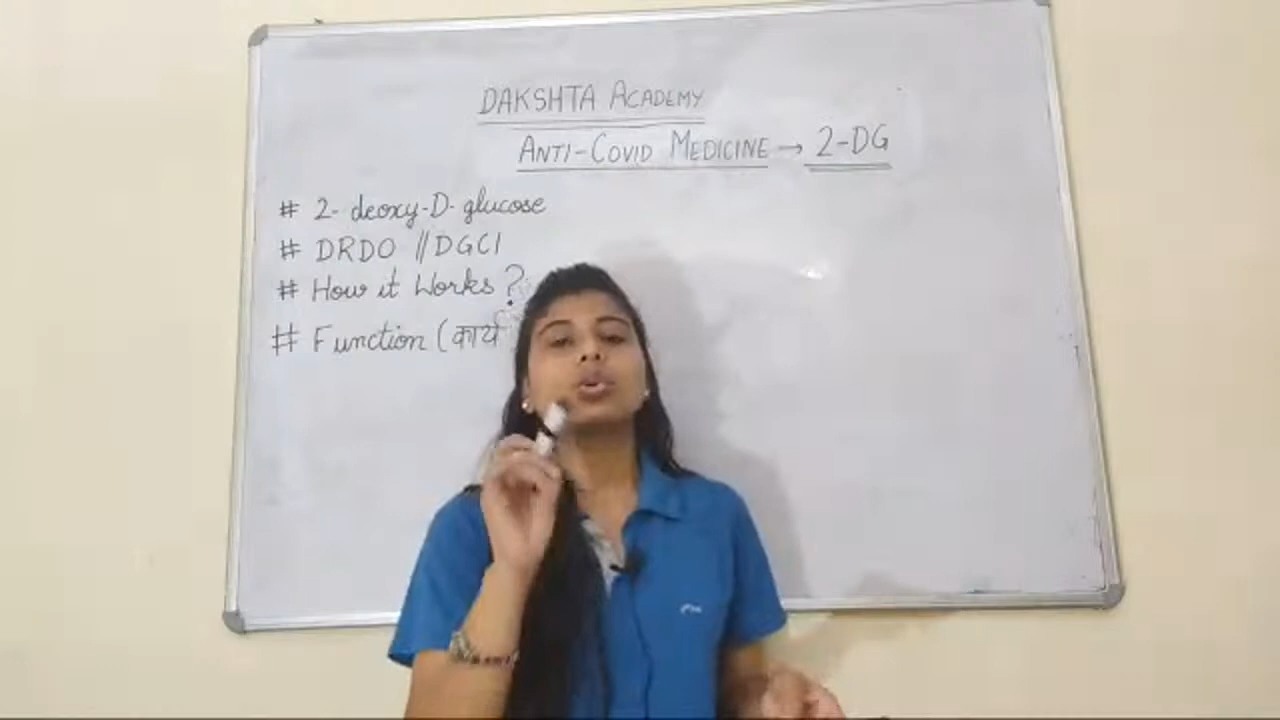 DAKSHTA ACADEMY
ANTI-COVID MEDICINE → 2-DG
# 2-deoxy-D-glucose
# DRDO // DGCI
# How it Works ?
# Function (कार्य